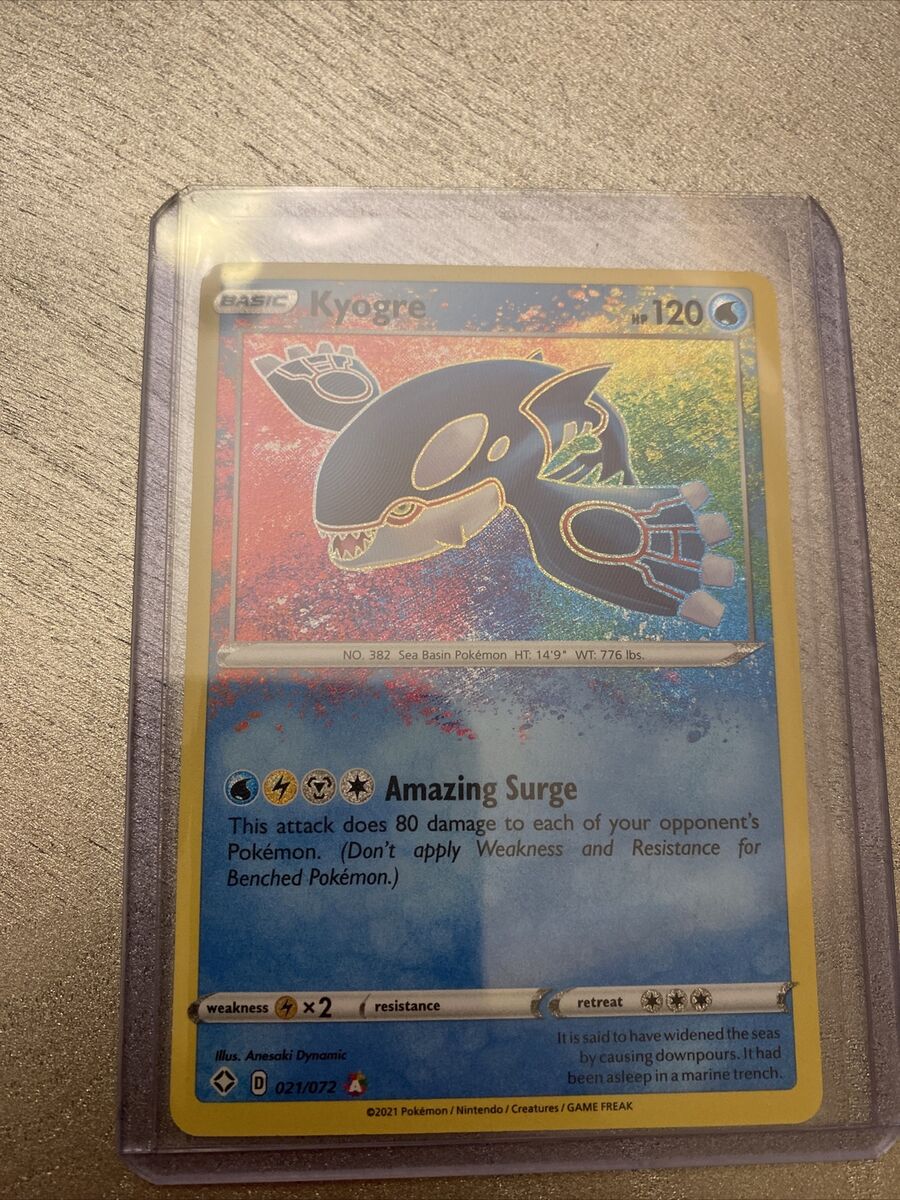 BASIC Kyogre HP 120
NO. 382 Sea Basin Pokémon HT: 14'9" WT: 776 lbs.
Amazing Surge
This attack does 80 damage to each of your opponent's
Pokémon. (Don't apply Weakness and Resistance for
Benched Pokémon.)
weakness ×2 resistance retreat
It is said to have widened the seas
by causing downpours. It had
been asleep in a marine trench.
Illus. Anesaki Dynamic
D 021/072 A
©2021 Pokémon / Nintendo / Creatures / GAME FREAK